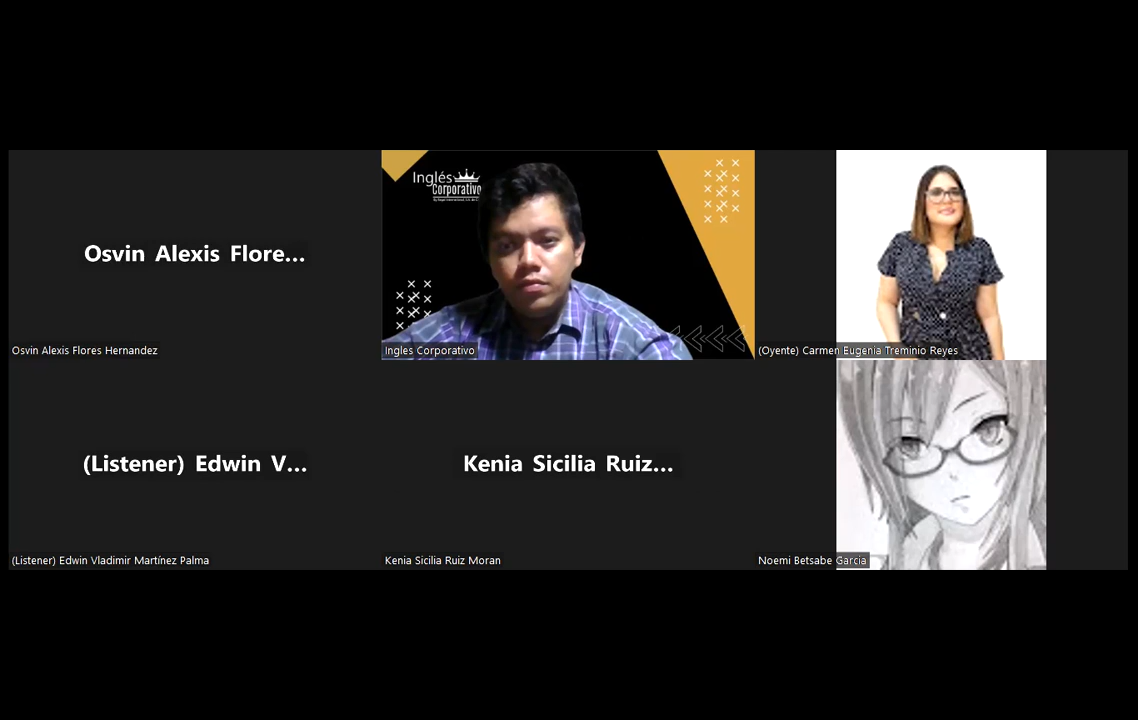 Osvin Alexis Flore...
Osvin Alexis Flores Hernandez
Inglés
Corporativo
Ingles Corporativo
(Oyente) Carmen Eugenia Treminio Reyes
(Listener) Edwin V...
(Listener) Edwin Vladimir Martínez Palma
Kenia Sicilia Ruiz...
Kenia Sicilia Ruiz Moran
Noemi Betsabe Garcia